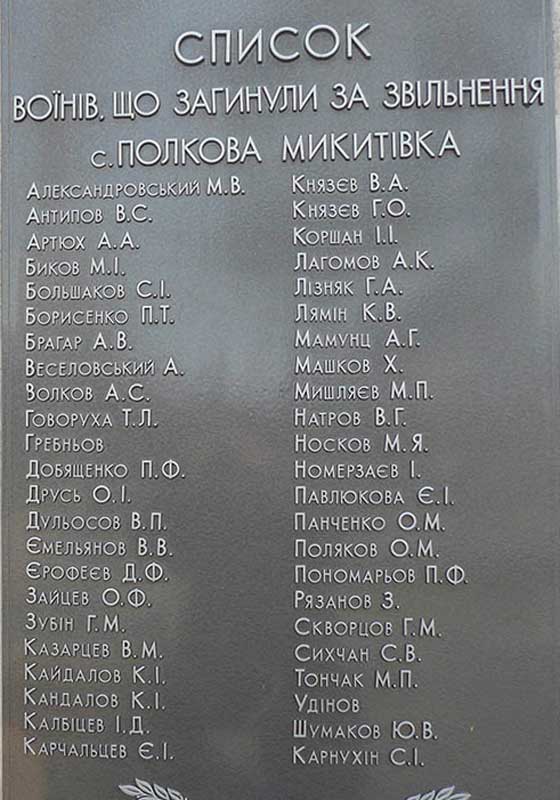 СПИСОК
ВОЇНІВ, ЩО ЗАГИНУЛИ ЗА ЗВІЛЬНЕННЯ
С. ПОЛКОВА МИКИТІВКА
АЛЕКСАНДРОВСЬКИЙ М.В.
АНТИПОВ В.С.
АРТЮХ А.А.
БИКОВ М.І.
БОЛЬШАКОВ С.І.
БОРИСЕНКО П.Т.
БРАГАР А.В.
ВЕСЕЛОВСЬКИЙ А.
ВОЛКОВ А.С.
ГОВОРУХА Т.Л.
ГРЕБНЬОВ
ДОБЯЩЕНКО П.Ф.
ДРУСЬ О.І.
ДУЛЬОСОВ В.П.
ЄМЕЛЬЯНОВ В.В.
ЄРОФЕЄВ Д.Ф.
ЗАЙЦЕВ О.Ф.
ЗУБІН Г.М.
КАЗАРЦЕВ В.М.
КАЙДАЛОВ К.І.
КАНДАЛОВ К.І.
КАЛБІЦЕВ І.Д.
КАРЧАЛЬЦЕВ Є.І.
КНЯЗЄВ В.А.
КНЯЗЄВ Г.О.
КОРШАН І.І.
ЛАГОМОВ А.К.
ЛІЗНЯК Г.А.
ЛЯМІН К.В.
МАМУНЦ А.Г.
МАШКОВ Х.
МИШЛЯЄВ М.П.
НАТРОВ В.Г.
НОСКОВ М.Я.
НОМЕРЗАЄВ І.
ПАВЛЮКОВА Є.І.
ПАНЧЕНКО О.М.
ПОЛЯКОВ О.М.
ПОНОМАРЬОВ П.Ф.
РЯЗАНОВ З.
СКВОРЦОВ Г.М.
СИХЧАН С.В.
ТОНЧАК М.П.
УДІНОВ
ШУМАКОВ Ю.В.
КАРНУХІН С.І.